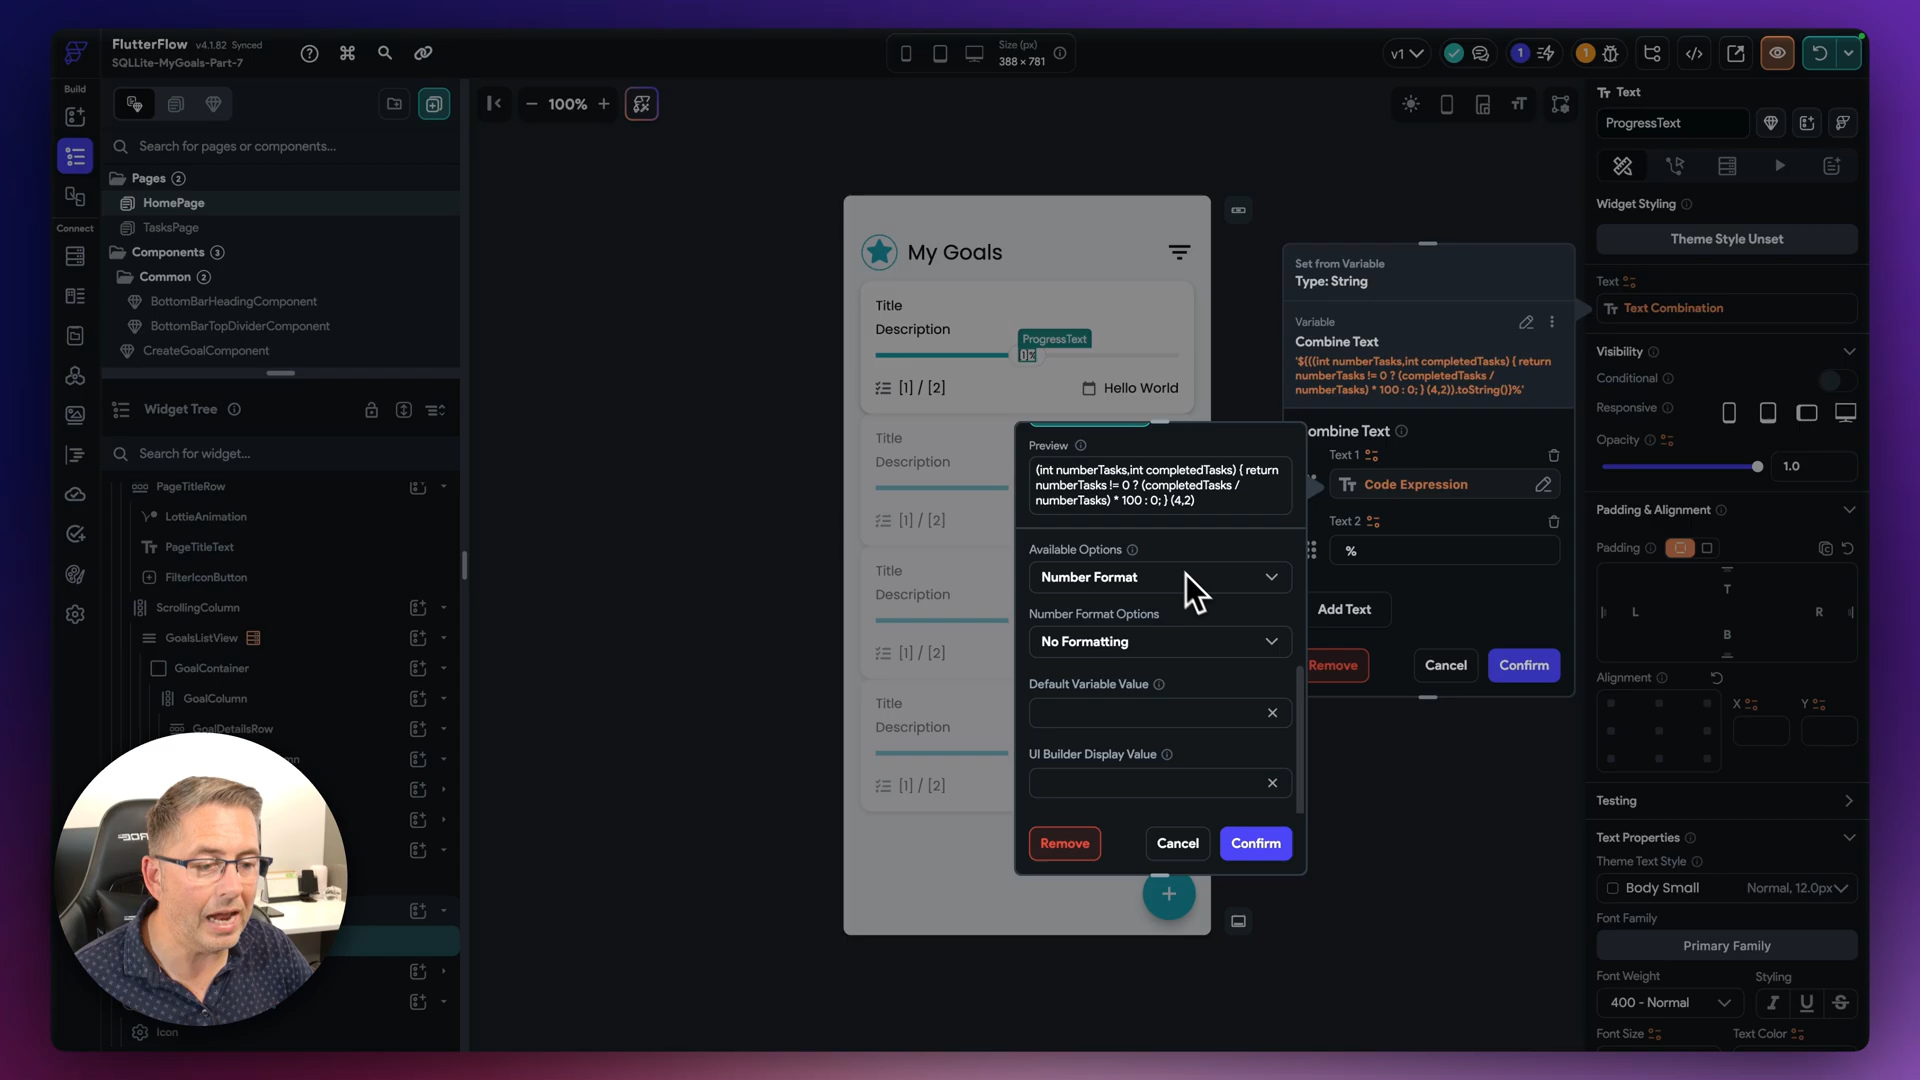 FlutterFlow v4.1.82 Synced
SQLLite-MyGoals-Part-7
Size (px)
388 × 781
v1
1
1
Build
100%
Search for pages or components...
Pages (2)
HomePage
TasksPage
Connect
Components (3)
Common (2)
BottomBarHeadingComponent
BottomBarTopDividerComponent
CreateGoalComponent
Widget Tree
Search for widget...
PageTitleRow
LottieAnimation
PageTitleText
FilterIconButton
ScrollingColumn
GoalsListView
GoalContainer
GoalColumn
GoalDetailsRow
Icon
My Goals
Title
Description
ProgressText
[1] / [2]
Hello World
Title
Description
[1] / [2]
Title
Description
[1] / [2]
Title
Description
[1] / [2]
Preview
(int numberTasks,int completedTasks) { return
numberTasks != 0 ? (completedTasks /
numberTasks) * 100 : 0; } (4,2)
Available Options
Number Format
Number Format Options
No Formatting
Default Variable Value
UI Builder Display Value
Remove
Cancel
Confirm
Set from Variable
Type: String
Variable
Combine Text
'${(((int numberTasks,int completedTasks) { return
numberTasks != 0 ? (completedTasks /
numberTasks) * 100 : 0; } (4,2)).toString()}%'
ombine Text
Text 1
Code Expression
Text 2
%
Add Text
Remove
Cancel
Confirm
Text
ProgressText
Widget Styling
Theme Style Unset
Text
Text Combination
Visibility
Conditional
Responsive
Opacity
1.0
Padding & Alignment
Padding
T
L
R
B
Alignment
X
Y
Testing
Text Properties
Theme Text Style
Body Small Normal, 12.0px
Font Family
Primary Family
Font Weight
Styling
400 - Normal
Font Size
Text Color